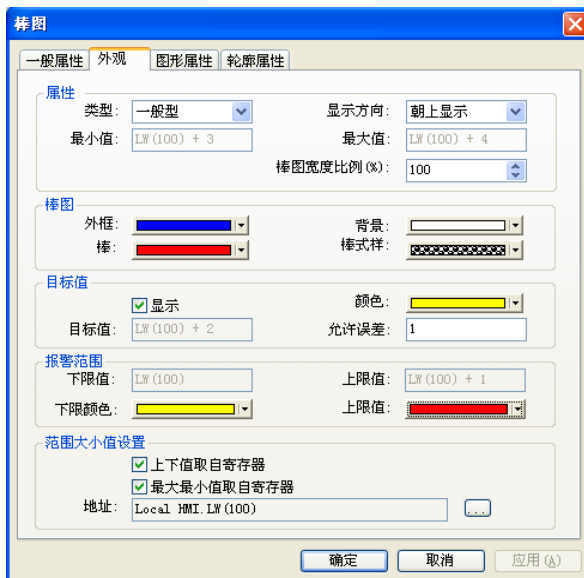 棒图
一般属性 外观 图形属性 轮廓属性
属性
类型: 一般型 显示方向: 朝上显示
最小值: LW(100) + 3 最大值: LW(100) + 4
棒图宽度比例(%): 100
棒图
外框: 背景:
棒: 棒式样:
目标值
显示 颜色:
目标值: LW(100) + 2 允许误差: 1
报警范围
下限值: LW(100) 上限值: LW(100) + 1
下限颜色: 上限值:
范围大小值设置
上下值取自寄存器
最大最小值取自寄存器
地址: Local HMI.LW(100) ...
确定 取消 应用(A)